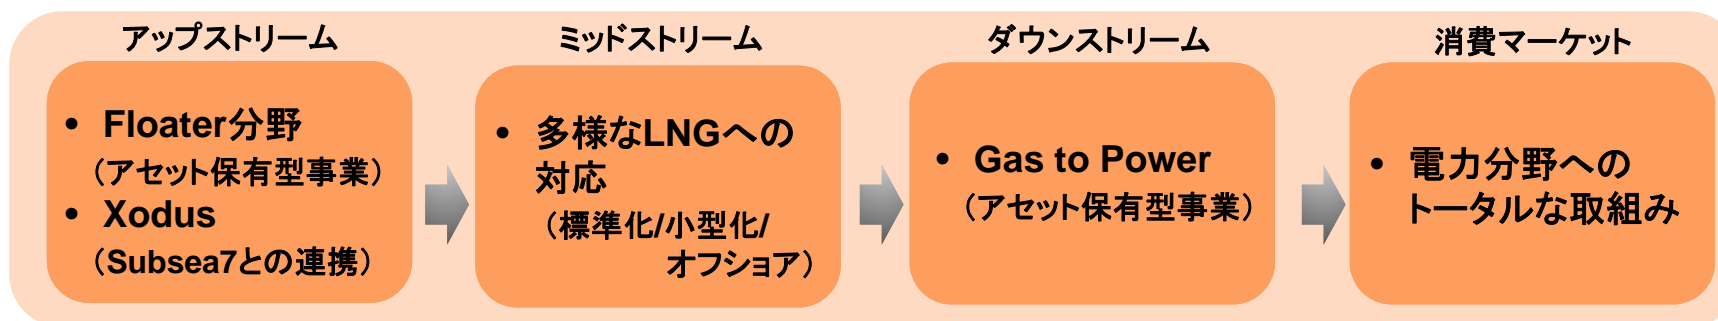 アップストリーム
• Floater分野
（アセット保有型事業）
• Xodus
（Subsea7との連携）
ミッドストリーム
• 多様なLNGへの
対応
（標準化/小型化/
オフショア）
ダウンストリーム
• Gas to Power
（アセット保有型事業）
消費マーケット
• 電力分野への
トータルな取組み